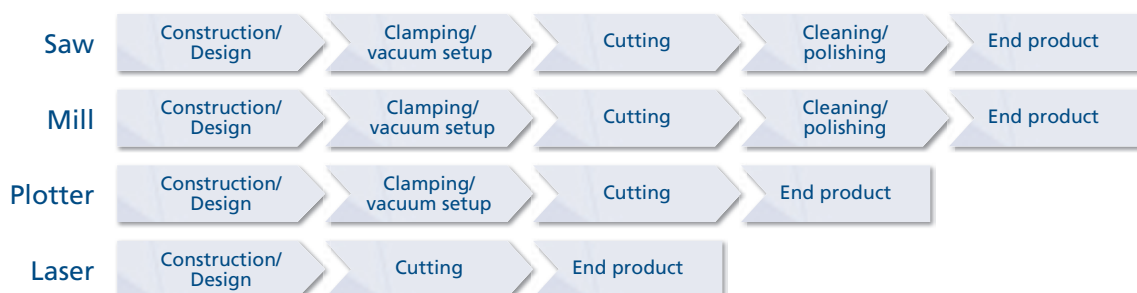 Saw
Construction/
Design
Clamping/
vacuum setup
Cutting
Cleaning/
polishing
End product
Mill
Construction/
Design
Clamping/
vacuum setup
Cutting
Cleaning/
polishing
End product
Plotter
Construction/
Design
Clamping/
vacuum setup
Cutting
End product
Laser
Construction/
Design
Cutting
End product